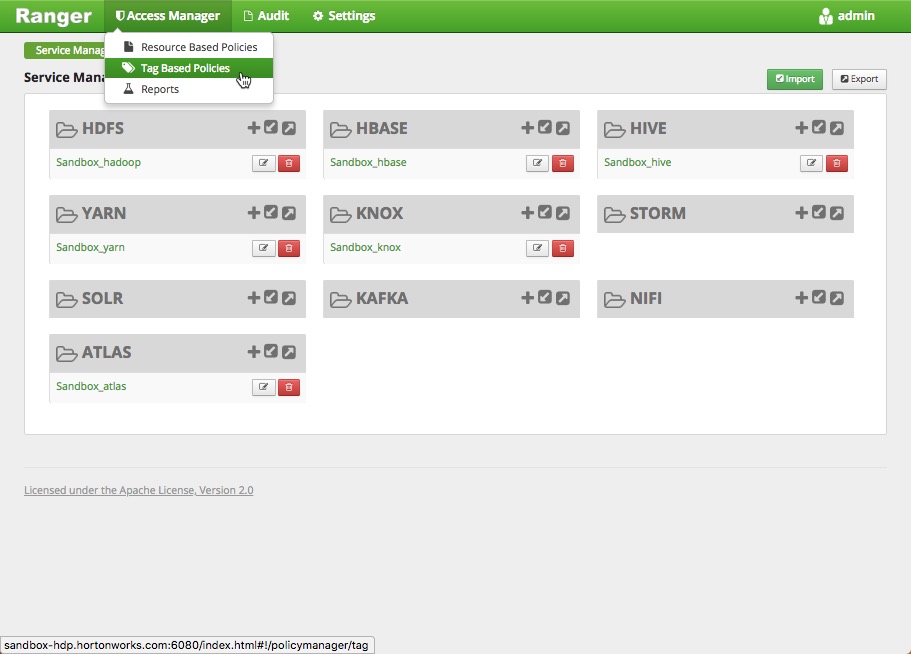 Ranger Access Manager Audit Settings admin
Resource Based Policies
Tag Based Policies
Reports
Service Manag
Service Mana
Import Export
HDFS HBASE HIVE
Sandbox_hadoop Sandbox_hbase Sandbox_hive
YARN KNOX STORM
Sandbox_yarn Sandbox_knox
SOLR KAFKA NIFI
ATLAS
Sandbox_atlas
Licensed under the Apache License, Version 2.0
sandbox-hdp.hortonworks.com:6080/index.html#!/policymanager/tag